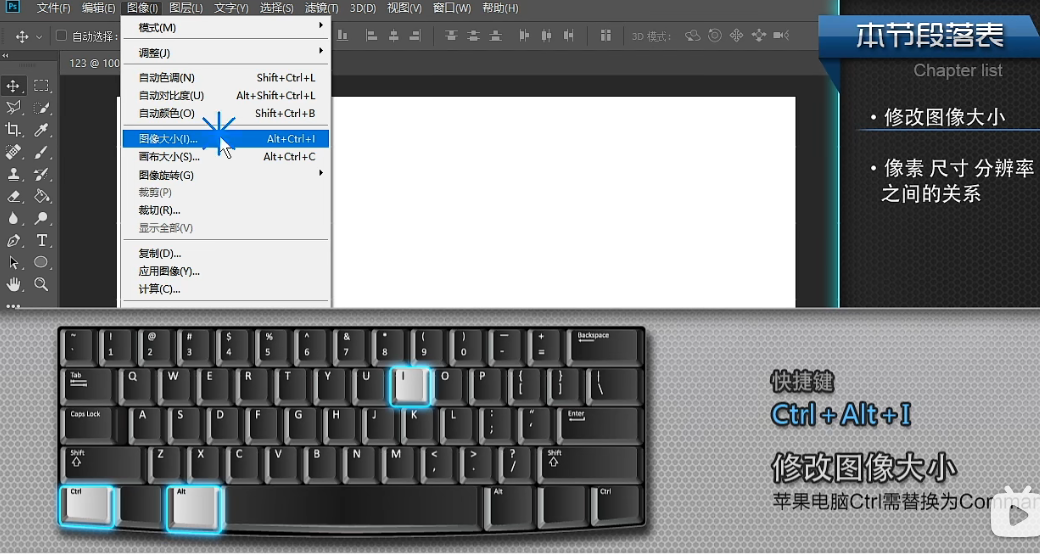 Ps 文件(F) 编辑(E) 图像(I) 图层(L) 文字(Y) 选择(S) 滤镜(T) 3D(D) 视图(V) 窗口(W) 帮助(H)
自动选择:
3D 模式:
123 @ 100
模式(M)
调整(J)
自动色调(N) Shift+Ctrl+L
自动对比度(U) Alt+Shift+Ctrl+L
自动颜色(O) Shift+Ctrl+B
图像大小(I)... Alt+Ctrl+I
画布大小(S)... Alt+Ctrl+C
图像旋转(G)
裁剪(P)
裁切(R)...
显示全部(V)
复制(D)...
应用图像(Y)...
计算(C)...
本节段落表
Chapter list
• 修改图像大小
• 像素 尺寸 分辨率
之间的关系
~ ! @ # $ % ^ & * ( ) — + Backspace
` 1 2 3 4 5 6 7 8 9 0 - =
Tab Q W E R T Y U I O P { } |
[ ] \
Caps Lock A S D F G H J K L : " Enter
; '
Shift Z X C V B N M < > ? Shift
, . /
Ctrl Alt Alt Ctrl
快捷键
Ctrl+Alt+I
修改图像大小
苹果电脑Ctrl需替换为Comman